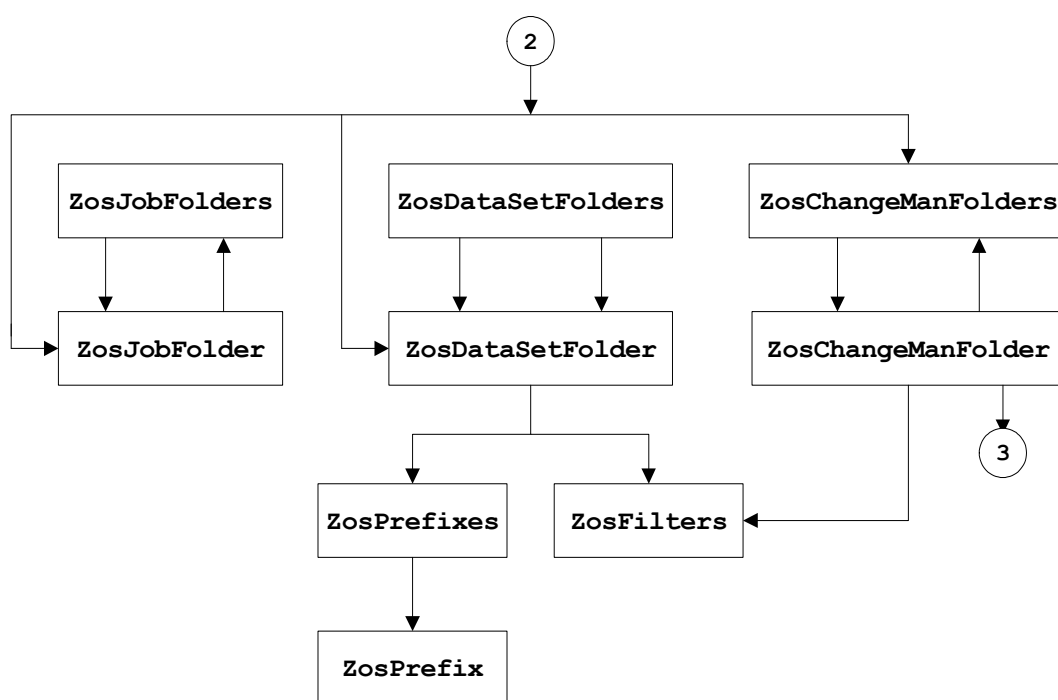 2
ZosJobFolders
ZosDataSetFolders
ZosChangeManFolders
ZosJobFolder
ZosDataSetFolder
ZosChangeManFolder
3
ZosPrefixes
ZosFilters
ZosPrefix